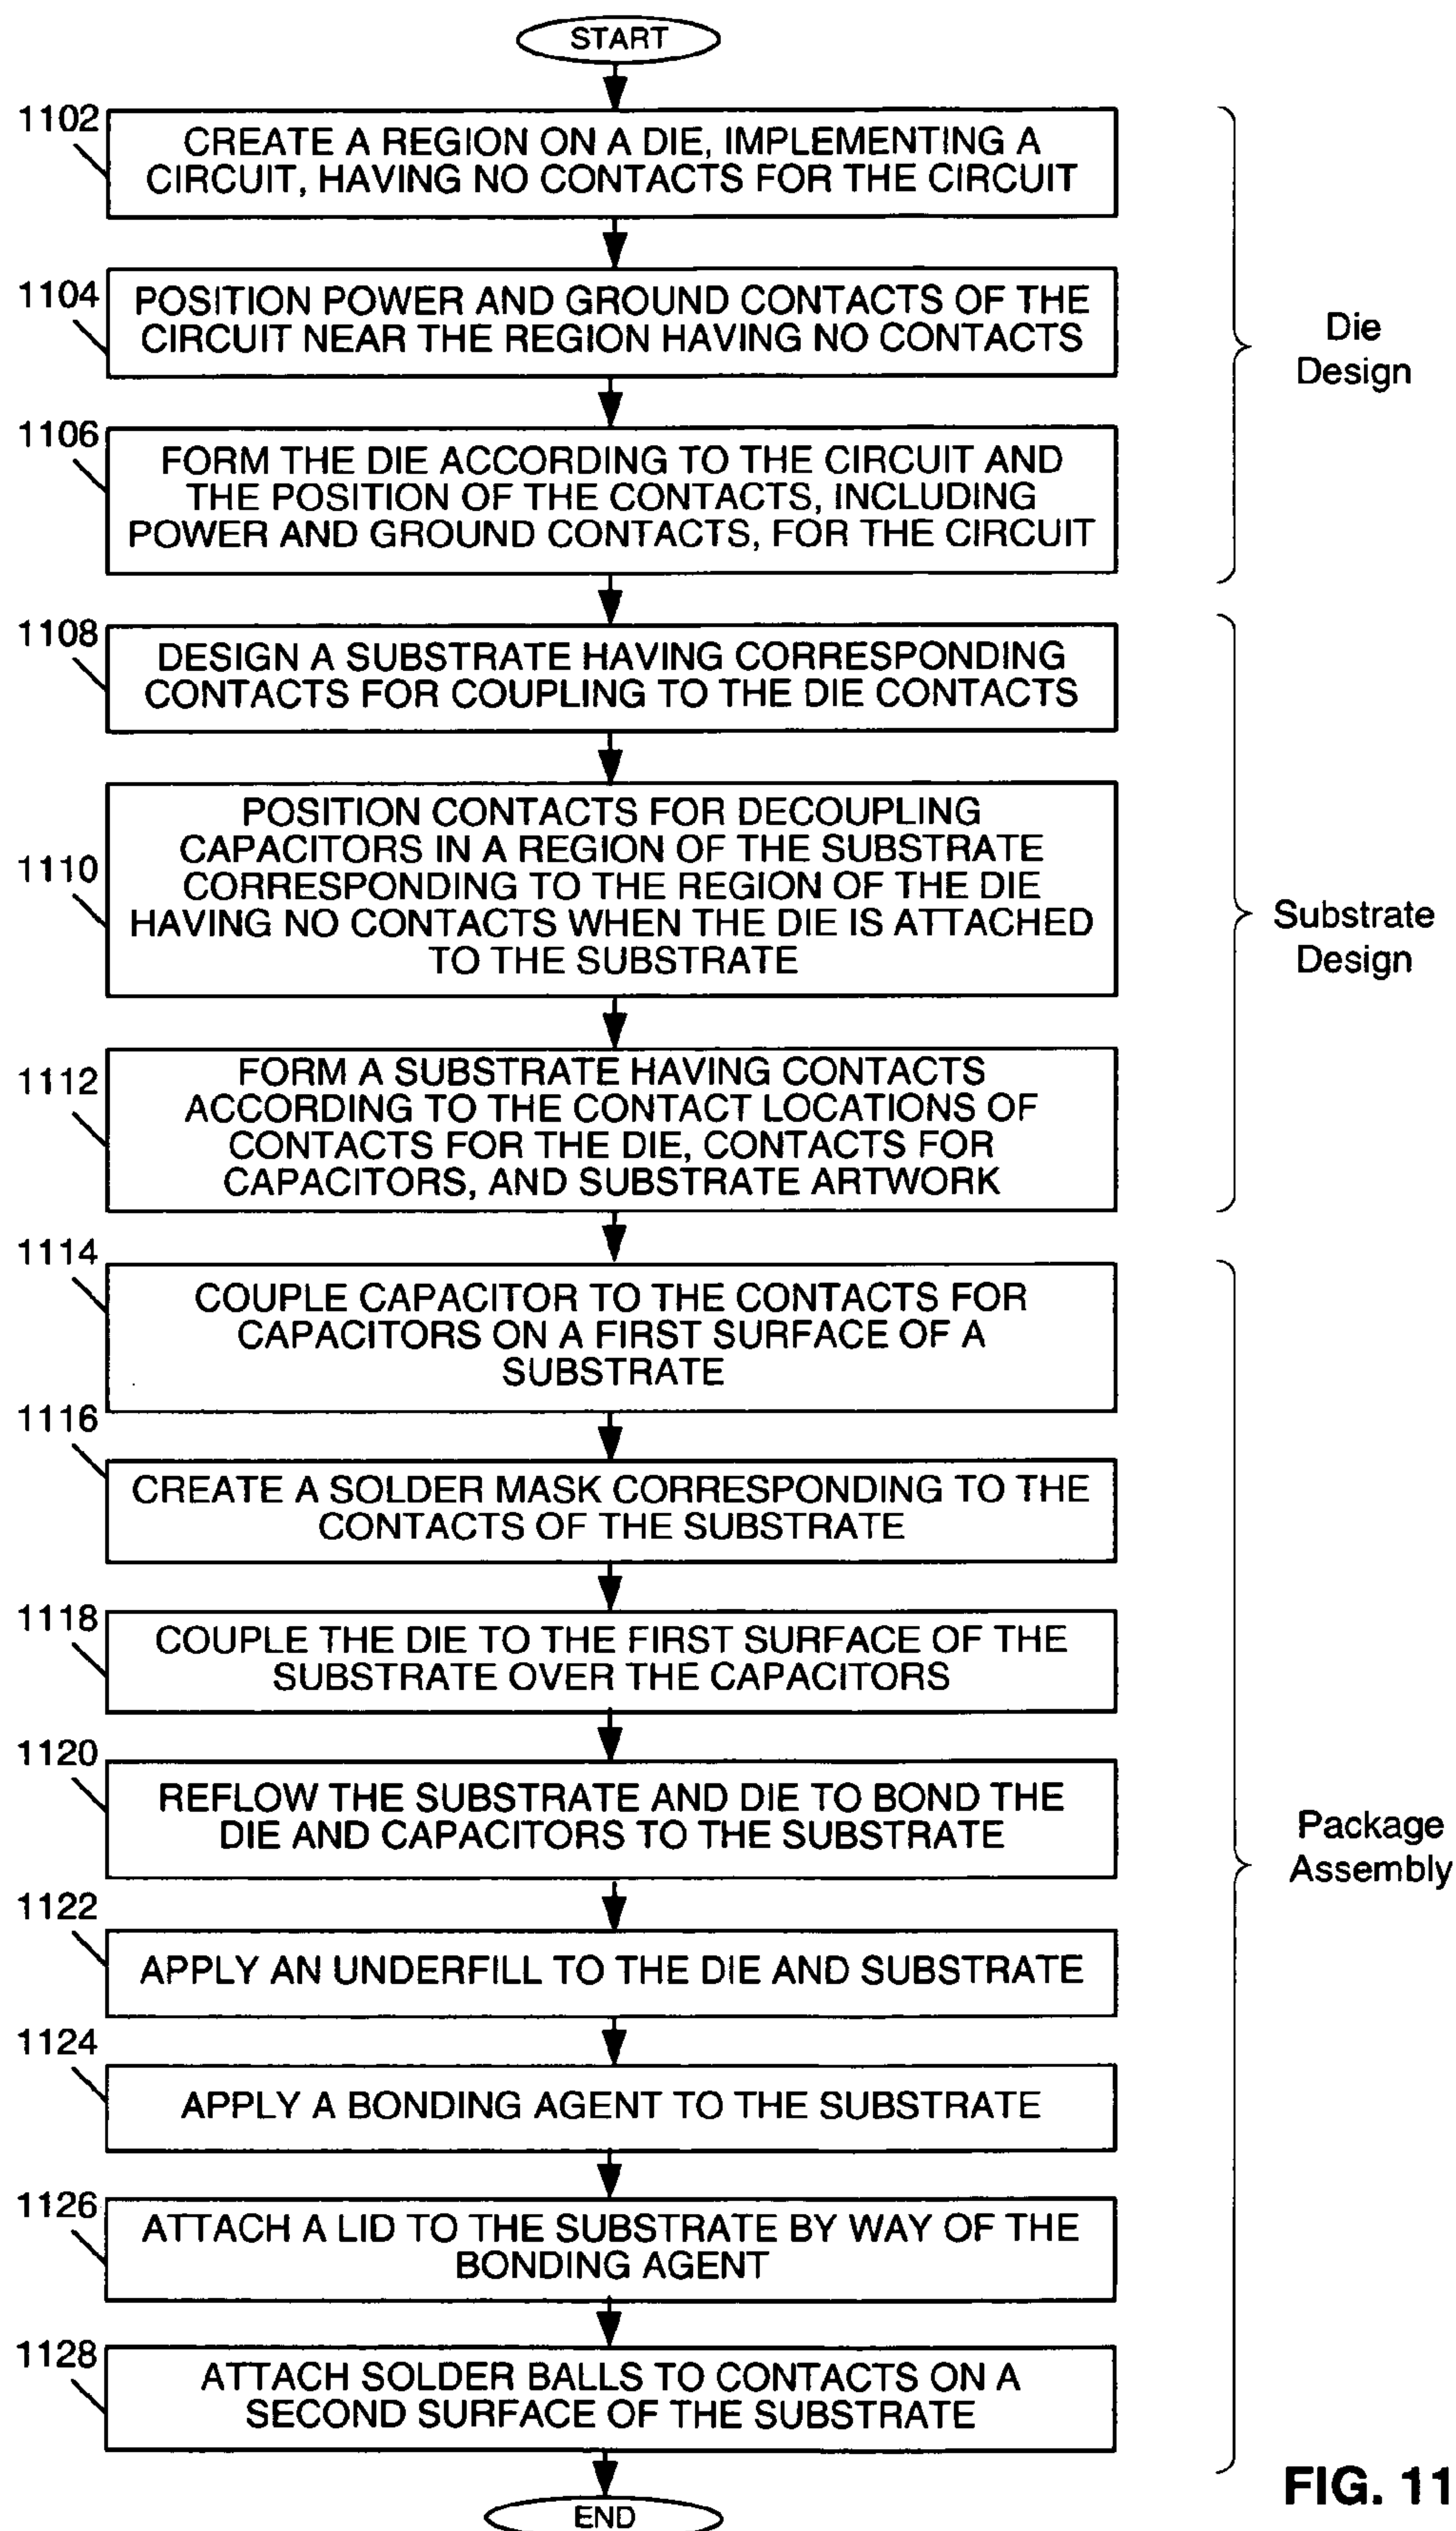 START
1102
CREATE A REGION ON A DIE, IMPLEMENTING A
CIRCUIT, HAVING NO CONTACTS FOR THE CIRCUIT
1104
POSITION POWER AND GROUND CONTACTS OF THE
CIRCUIT NEAR THE REGION HAVING NO CONTACTS
1106
FORM THE DIE ACCORDING TO THE CIRCUIT AND
THE POSITION OF THE CONTACTS, INCLUDING
POWER AND GROUND CONTACTS, FOR THE CIRCUIT
Die
Design
1108
DESIGN A SUBSTRATE HAVING CORRESPONDING
CONTACTS FOR COUPLING TO THE DIE CONTACTS
1110
POSITION CONTACTS FOR DECOUPLING
CAPACITORS IN A REGION OF THE SUBSTRATE
CORRESPONDING TO THE REGION OF THE DIE
HAVING NO CONTACTS WHEN THE DIE IS ATTACHED
TO THE SUBSTRATE
1112
FORM A SUBSTRATE HAVING CONTACTS
ACCORDING TO THE CONTACT LOCATIONS OF
CONTACTS FOR THE DIE, CONTACTS FOR
CAPACITORS, AND SUBSTRATE ARTWORK
Substrate
Design
1114
COUPLE CAPACITOR TO THE CONTACTS FOR
CAPACITORS ON A FIRST SURFACE OF A
SUBSTRATE
1116
CREATE A SOLDER MASK CORRESPONDING TO THE
CONTACTS OF THE SUBSTRATE
1118
COUPLE THE DIE TO THE FIRST SURFACE OF THE
SUBSTRATE OVER THE CAPACITORS
1120
REFLOW THE SUBSTRATE AND DIE TO BOND THE
DIE AND CAPACITORS TO THE SUBSTRATE
1122
APPLY AN UNDERFILL TO THE DIE AND SUBSTRATE
1124
APPLY A BONDING AGENT TO THE SUBSTRATE
1126
ATTACH A LID TO THE SUBSTRATE BY WAY OF THE
BONDING AGENT
1128
ATTACH SOLDER BALLS TO CONTACTS ON A
SECOND SURFACE OF THE SUBSTRATE
Package
Assembly
END
FIG. 11